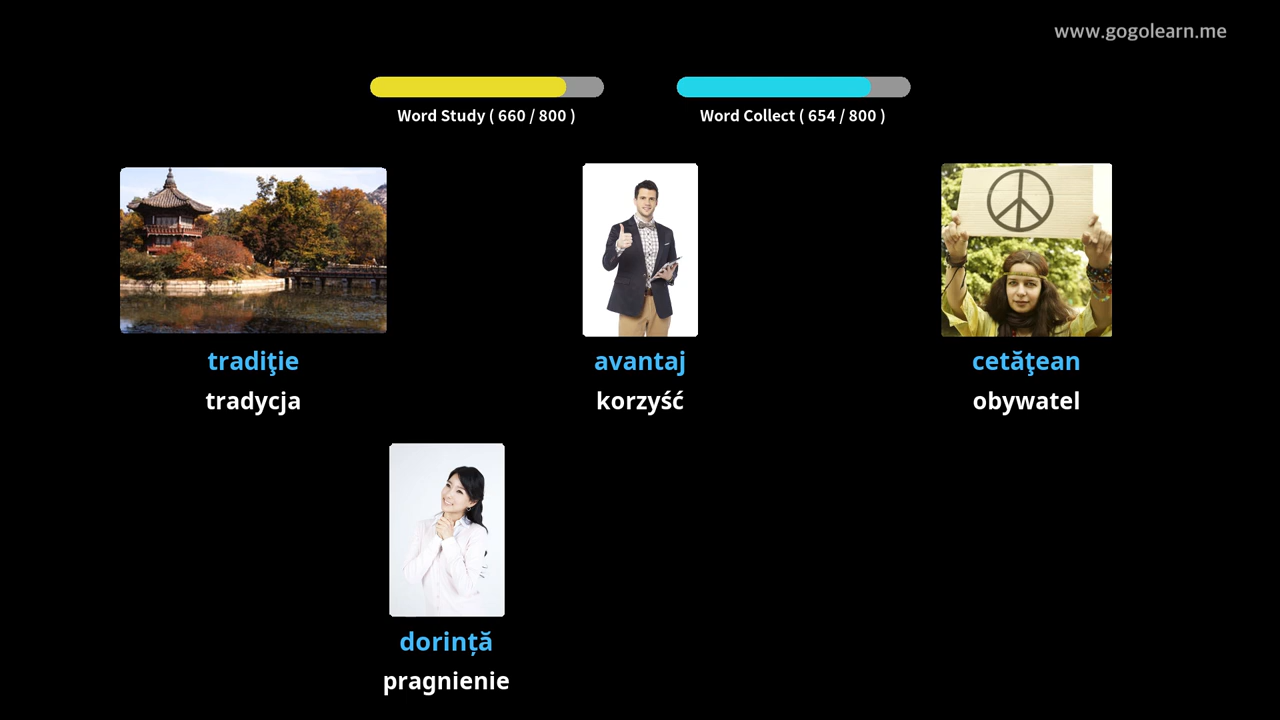 www.gogolearn.me
Word Study ( 660 / 800 )
Word Collect ( 654 / 800 )
tradiţie
avantaj
cetăţean
tradycja
korzyść
obywatel
dorință
pragnienie